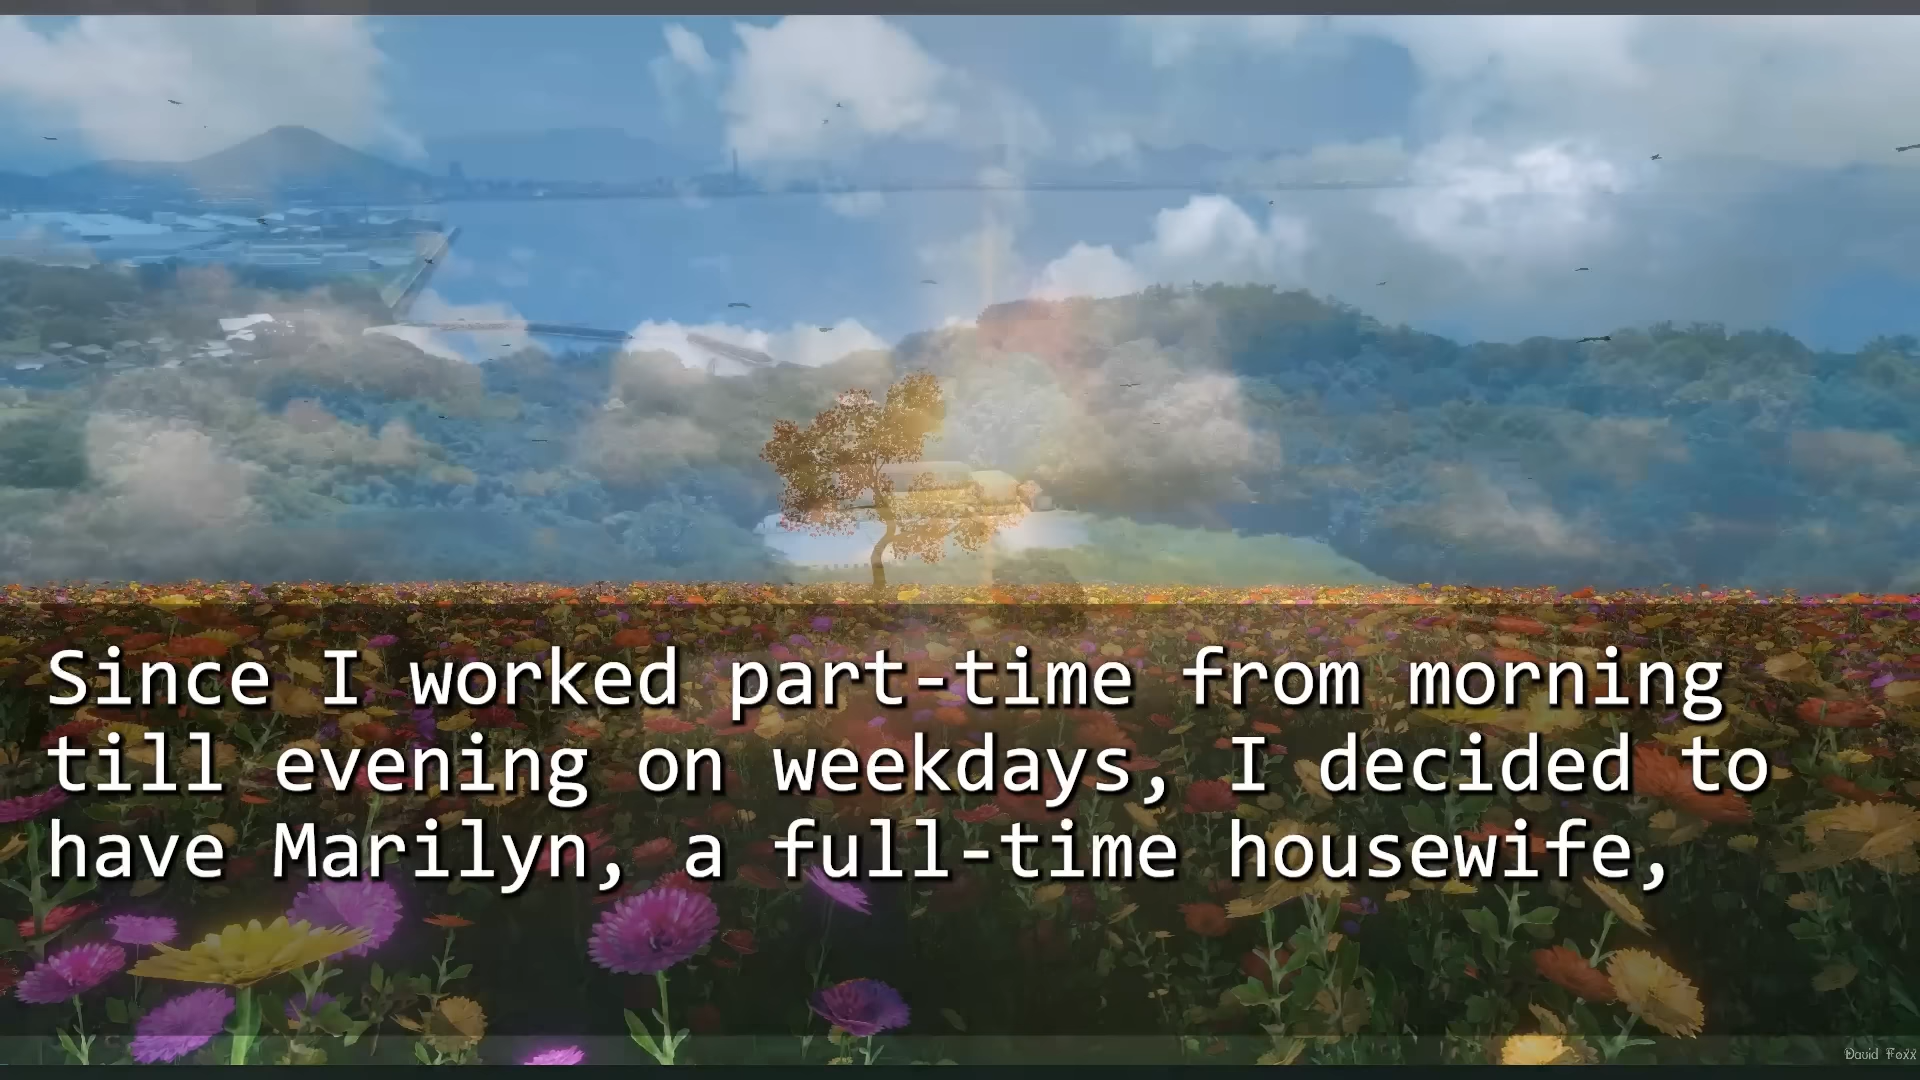 Since I worked part-time from morning
till evening on weekdays, I decided to
have Marilyn, a full-time housewife,
David Foxx